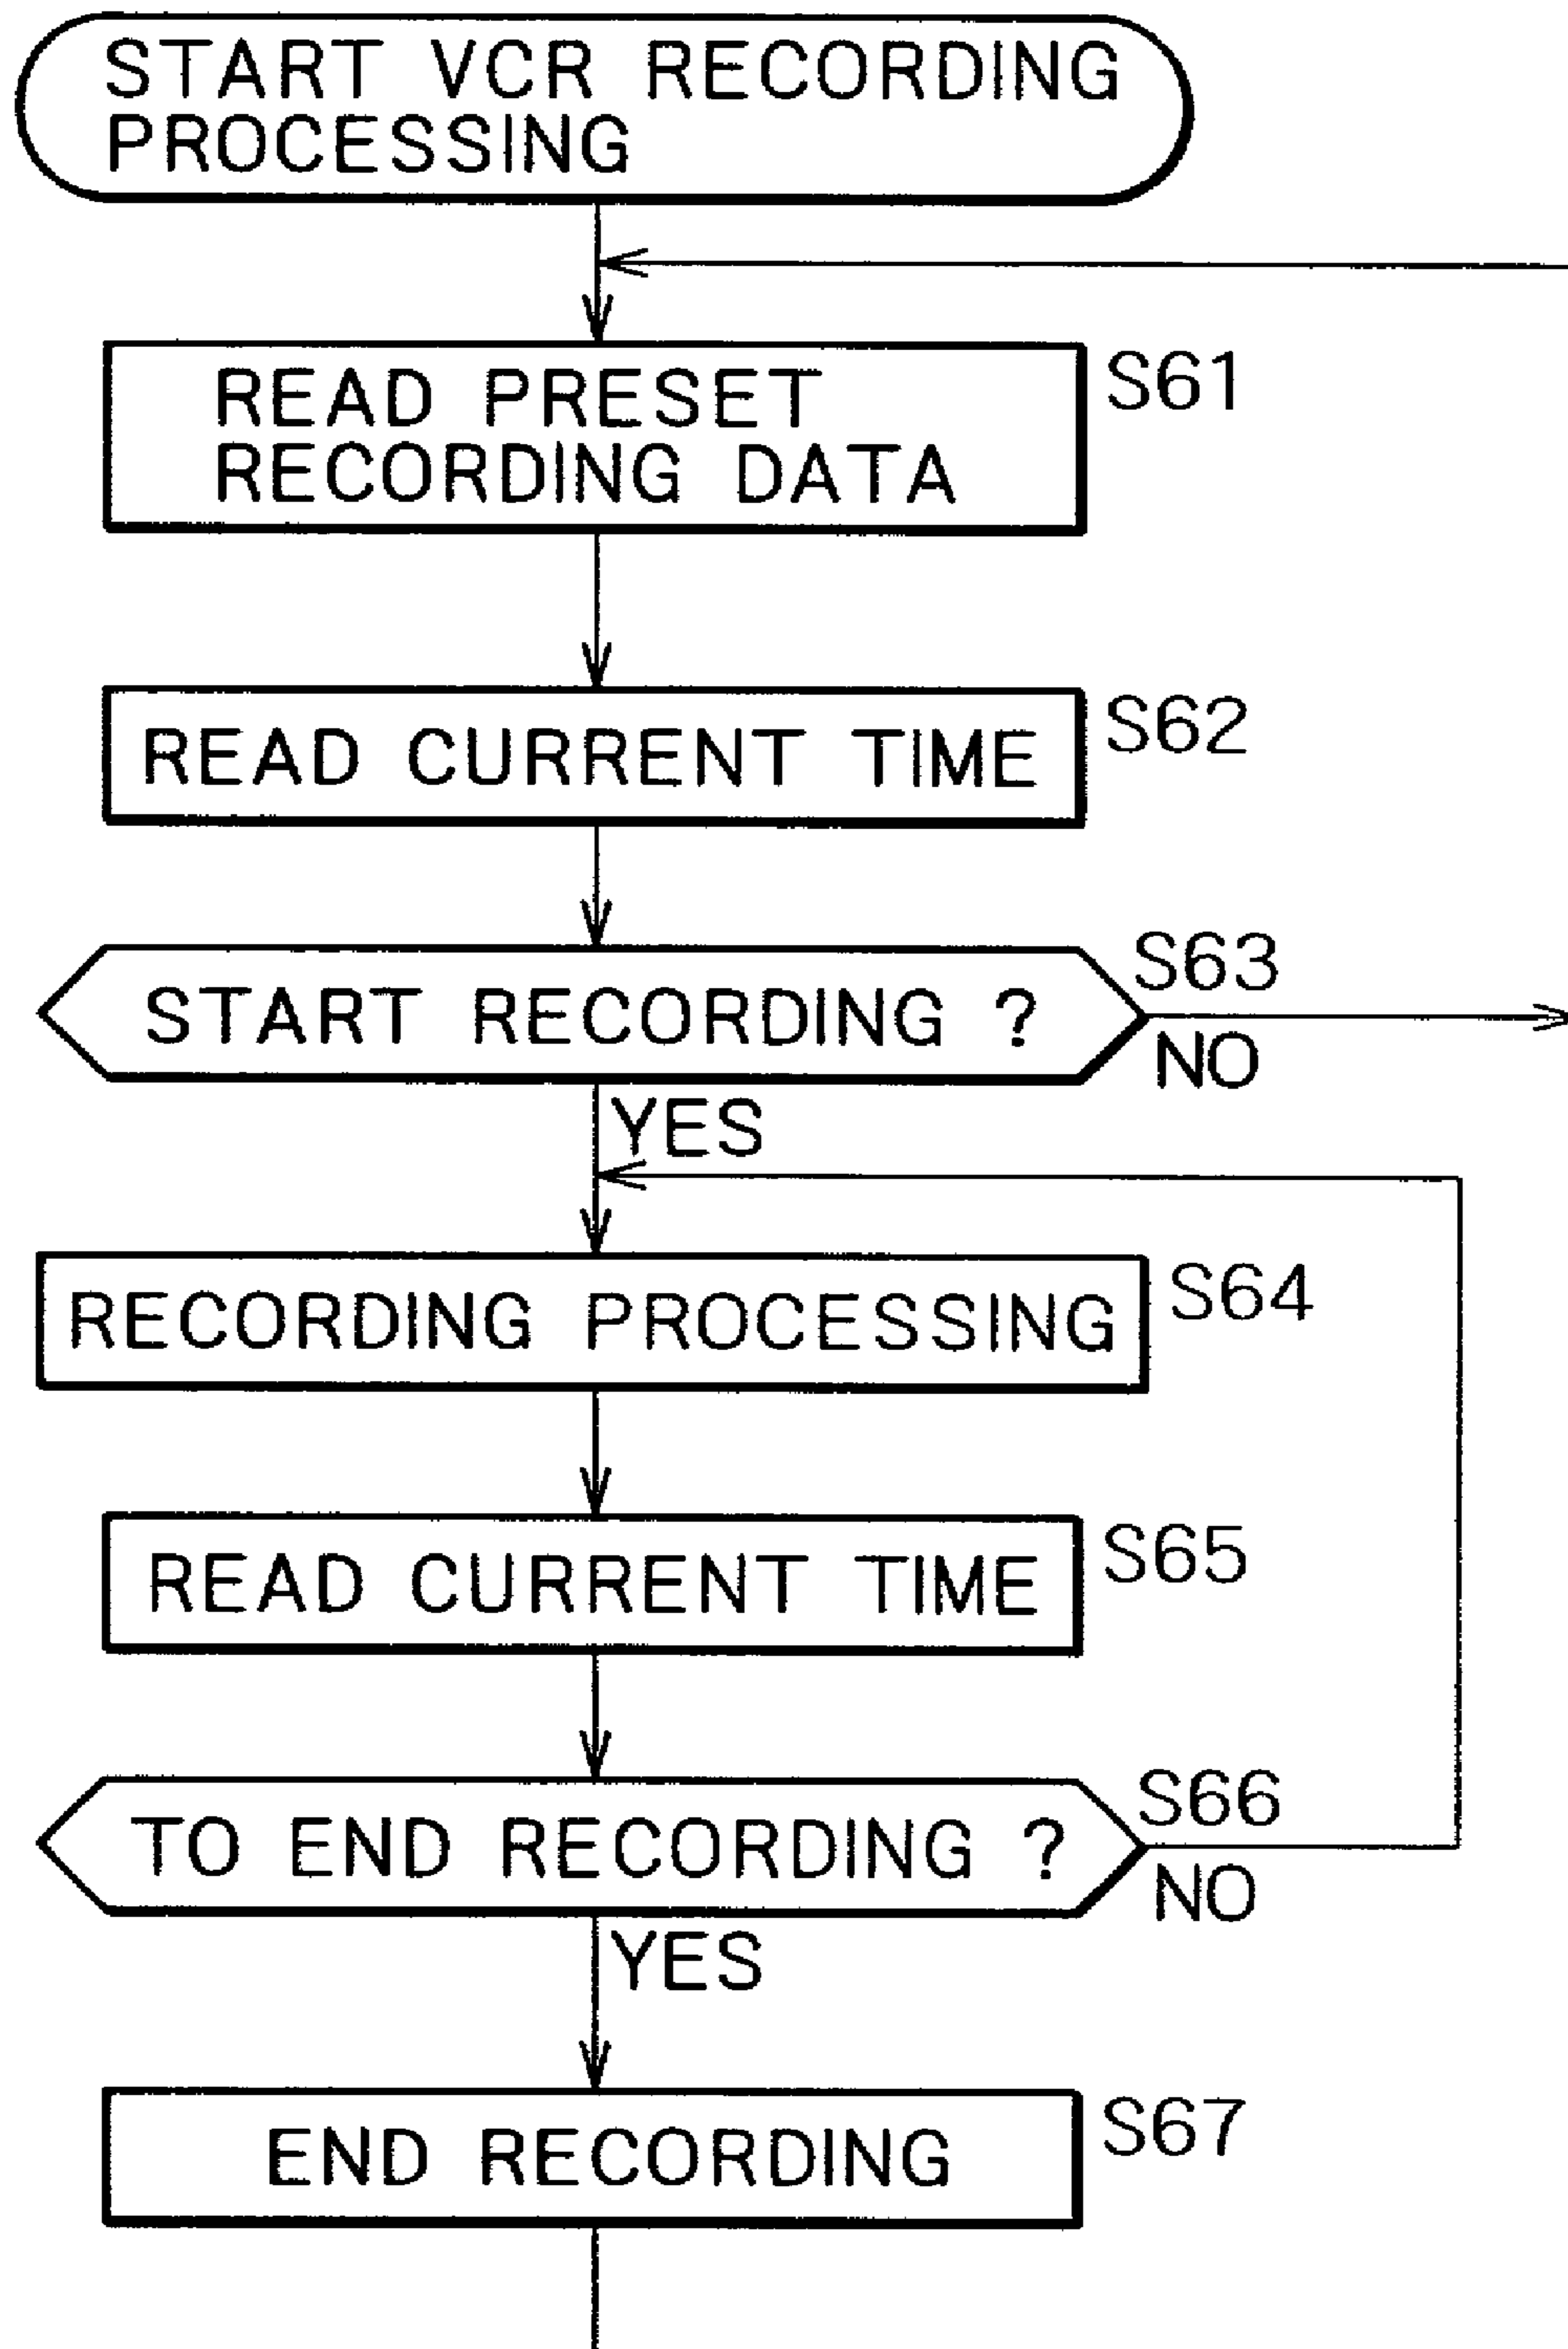 START VCR RECORDING
PROCESSING
READ PRESET
RECORDING DATA
S61
READ CURRENT TIME
S62
START RECORDING ?
S63
NO
YES
RECORDING PROCESSING
S64
READ CURRENT TIME
S65
TO END RECORDING ?
S66
NO
YES
END RECORDING
S67